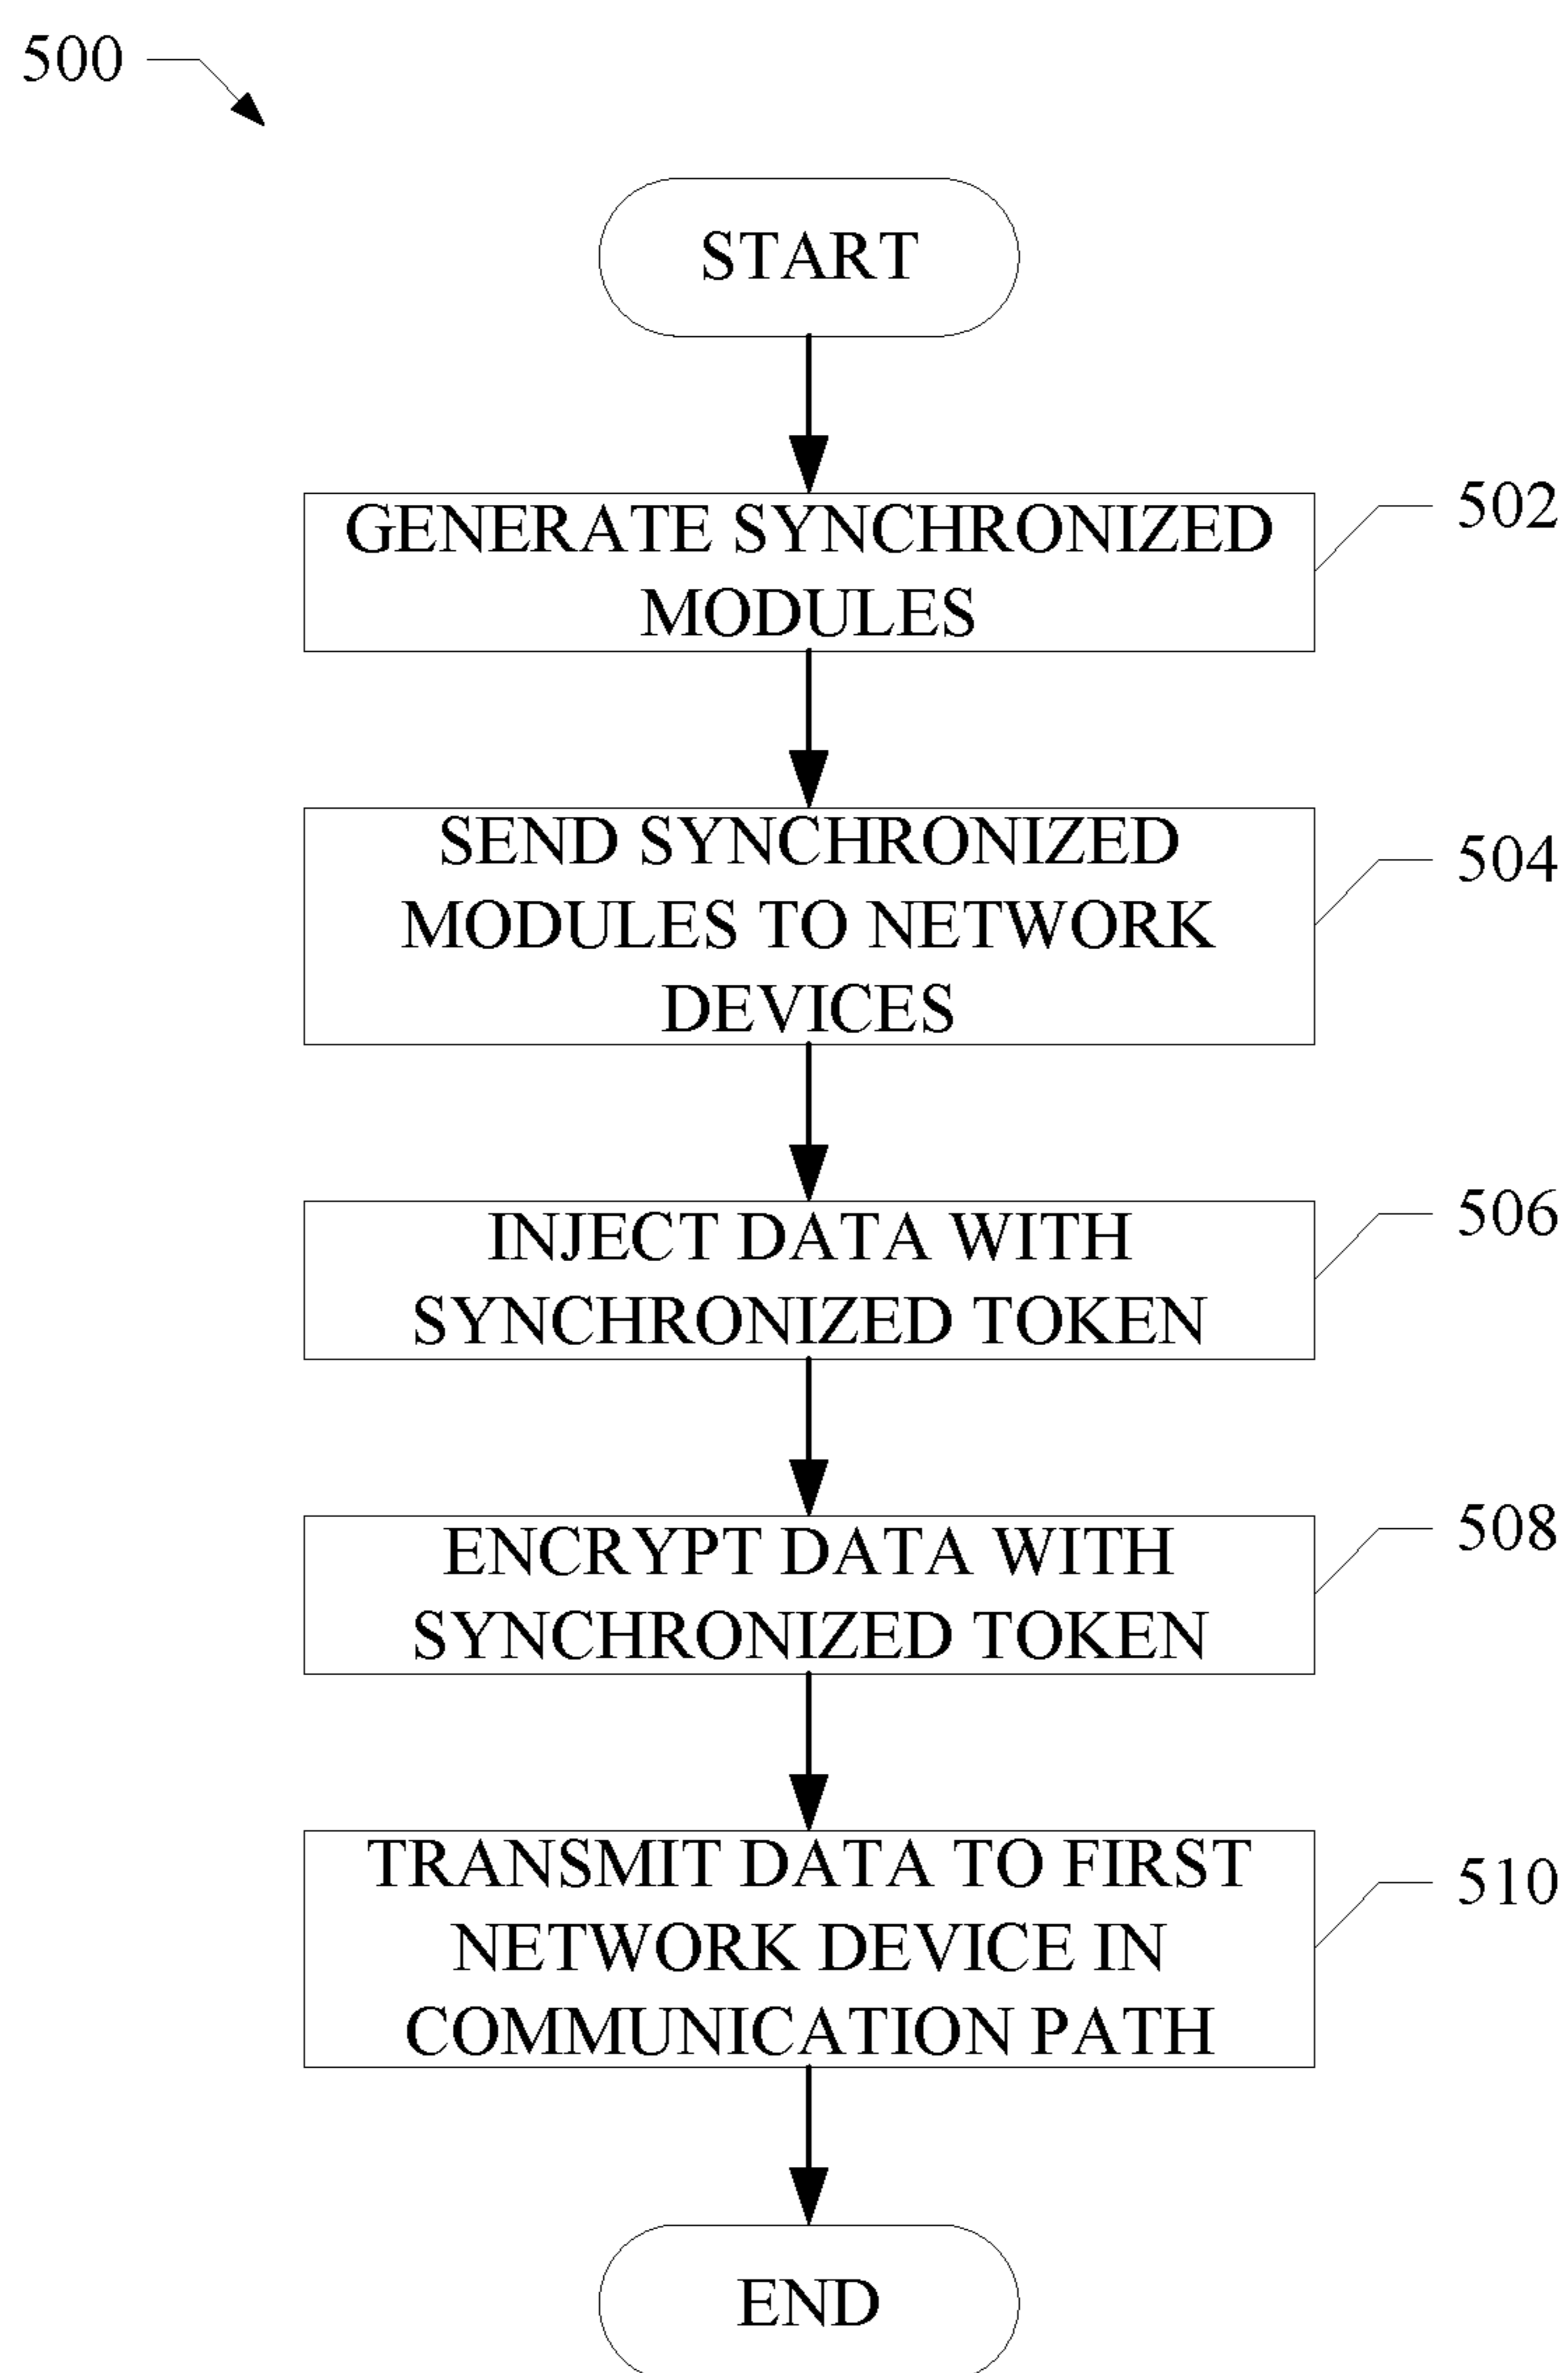 500
START
GENERATE SYNCHRONIZED
MODULES
502
SEND SYNCHRONIZED
MODULES TO NETWORK
DEVICES
504
INJECT DATA WITH
SYNCHRONIZED TOKEN
506
ENCRYPT DATA WITH
SYNCHRONIZED TOKEN
508
TRANSMIT DATA TO FIRST
NETWORK DEVICE IN
COMMUNICATION PATH
510
END